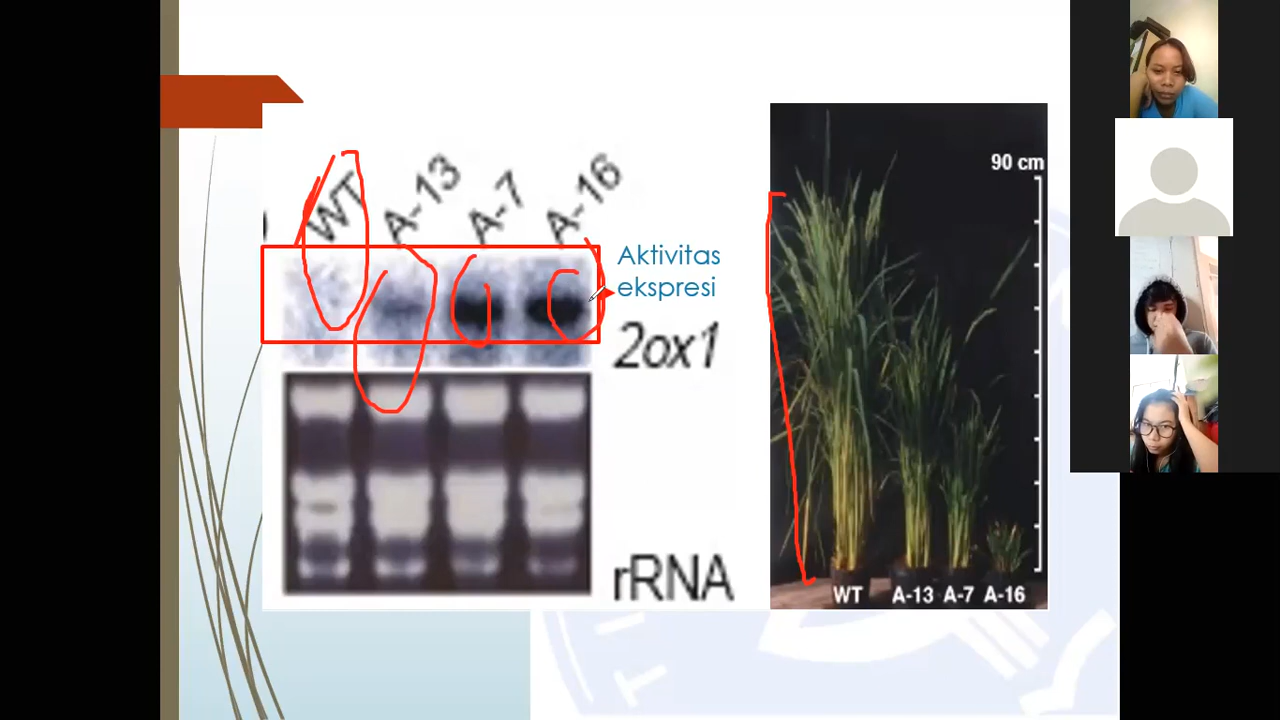 WT A-13 A-7 A-16
Aktivitas
ekspresi
2ox1
rRNA
90 cm
WT A-13 A-7 A-16